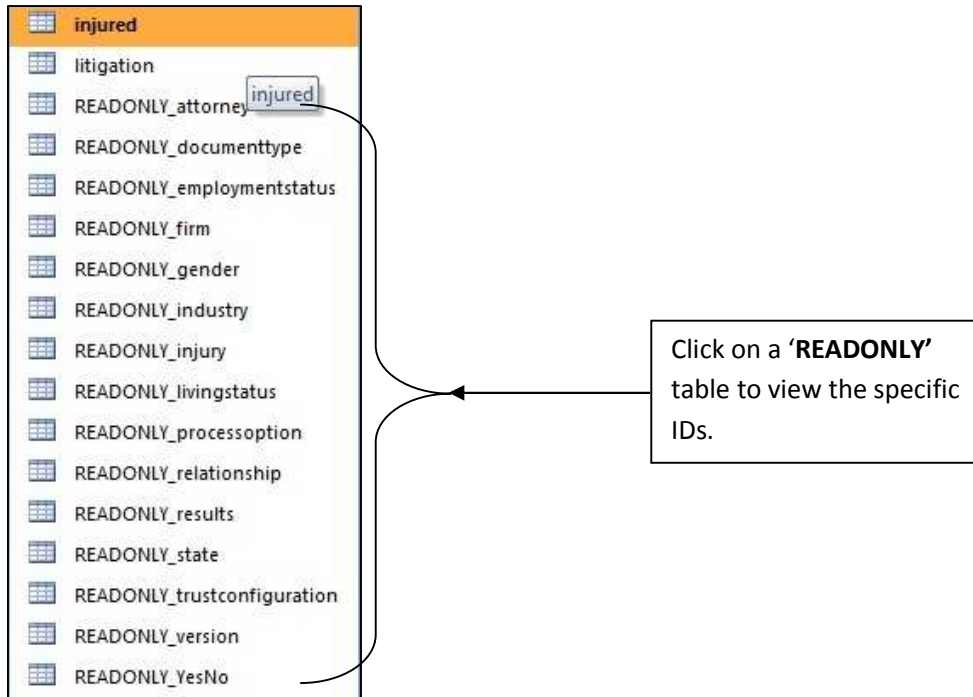 injured
litigation
injured
READONLY_attorney
READONLY_documenttype
READONLY_employmentstatus
READONLY_firm
READONLY_gender
READONLY_industry
READONLY_injury
READONLY_livingstatus
READONLY_processoption
READONLY_relationship
READONLY_results
READONLY_state
READONLY_trustconfiguration
READONLY_version
READONLY_YesNo
Click on a ‘READONLY’
table to view the specific
IDs.